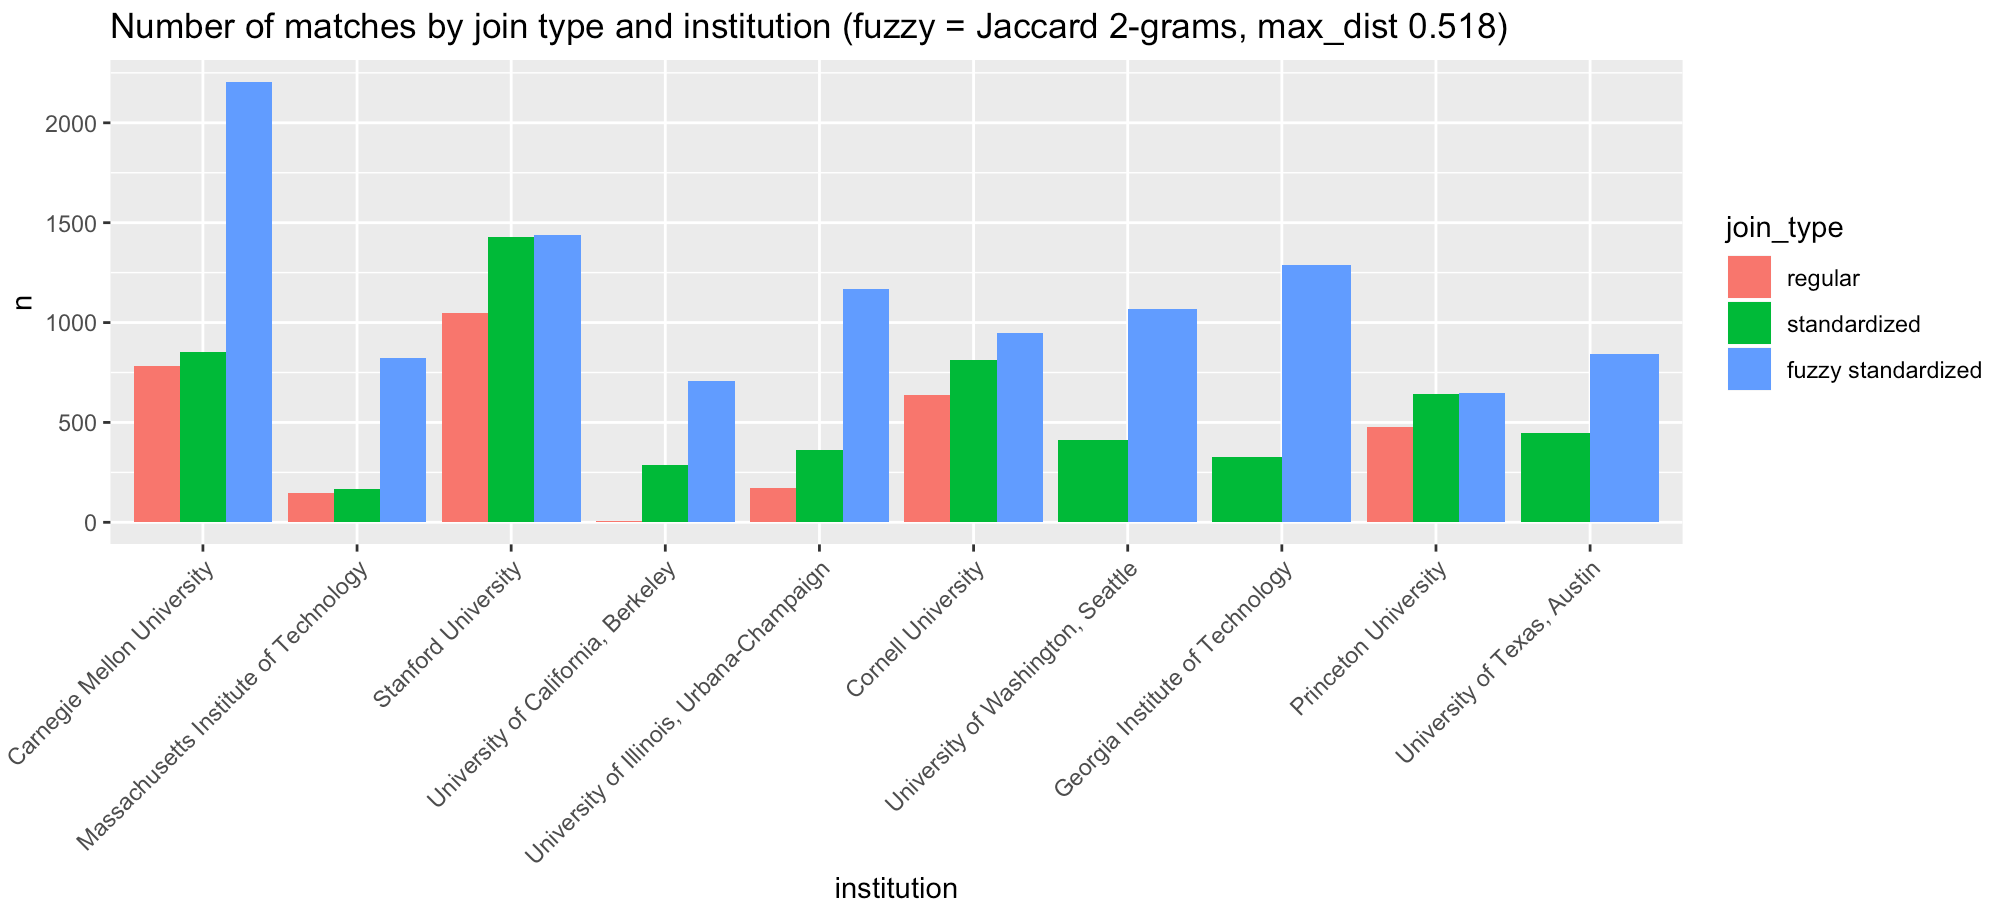 Number of matches by join type and institution (fuzzy = Jaccard 2-grams, max_dist 0.518)
n
2000
1500
1000
500
0
Carnegie Mellon University
Massachusetts Institute of Technology
Stanford University
University of California, Berkeley
University of Illinois, Urbana-Champaign
Cornell University
University of Washington, Seattle
Georgia Institute of Technology
Princeton University
University of Texas, Austin
institution
join_type
regular
standardized
fuzzy standardized